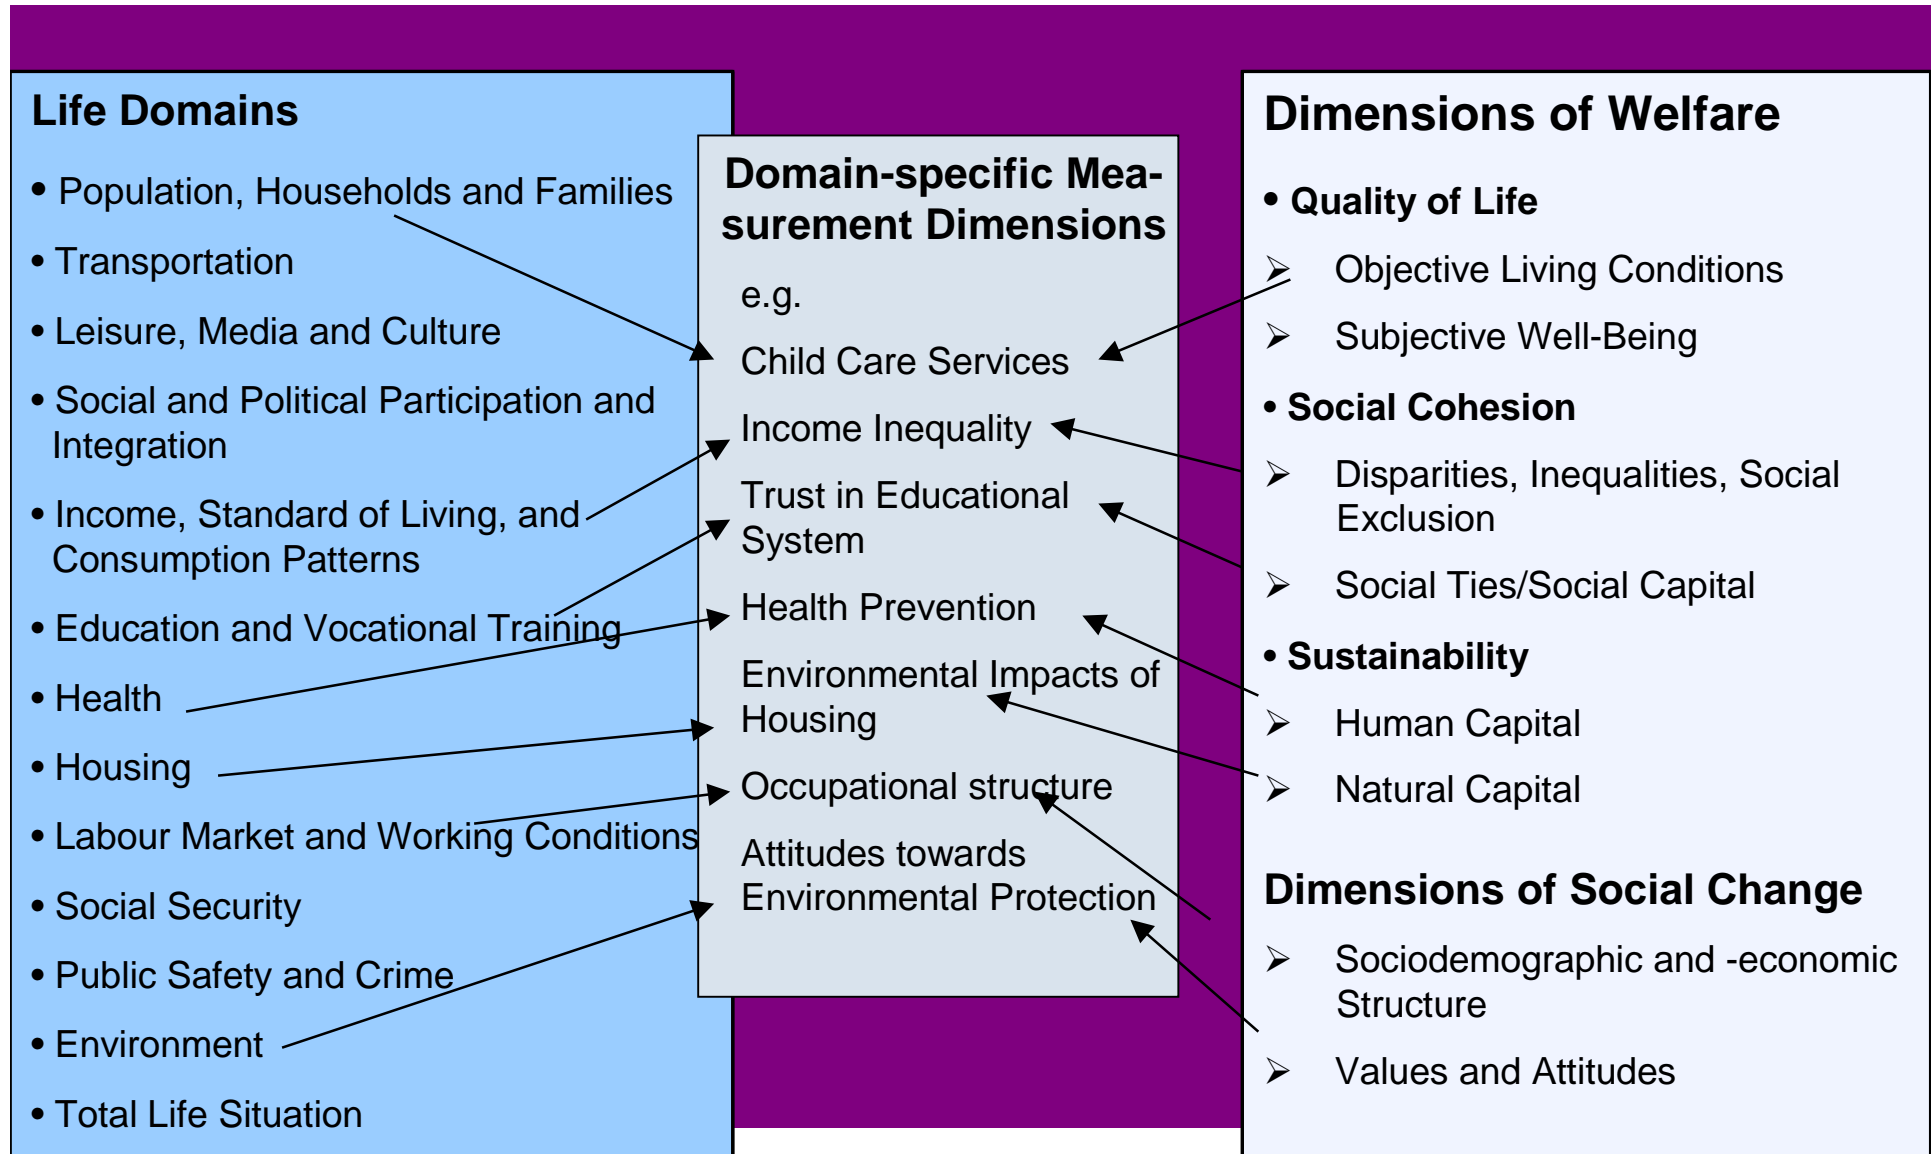 Life Domains
• Population, Households and Families
• Transportation
• Leisure, Media and Culture
• Social and Political Participation and
Integration
• Income, Standard of Living, and
Consumption Patterns
• Education and Vocational Training
• Health
• Housing
• Labour Market and Working Conditions
• Social Security
• Public Safety and Crime
• Environment
• Total Life Situation
Domain-specific Mea-
surement Dimensions
e.g.
Child Care Services
Income Inequality
Trust in Educational
System
Health Prevention
Environmental Impacts of
Housing
Occupational structure
Attitudes towards
Environmental Protection
Dimensions of Welfare
• Quality of Life
➢ Objective Living Conditions
➢ Subjective Well-Being
• Social Cohesion
➢ Disparities, Inequalities, Social
Exclusion
➢ Social Ties/Social Capital
• Sustainability
➢ Human Capital
➢ Natural Capital
Dimensions of Social Change
➢ Sociodemographic and -economic
Structure
➢ Values and Attitudes